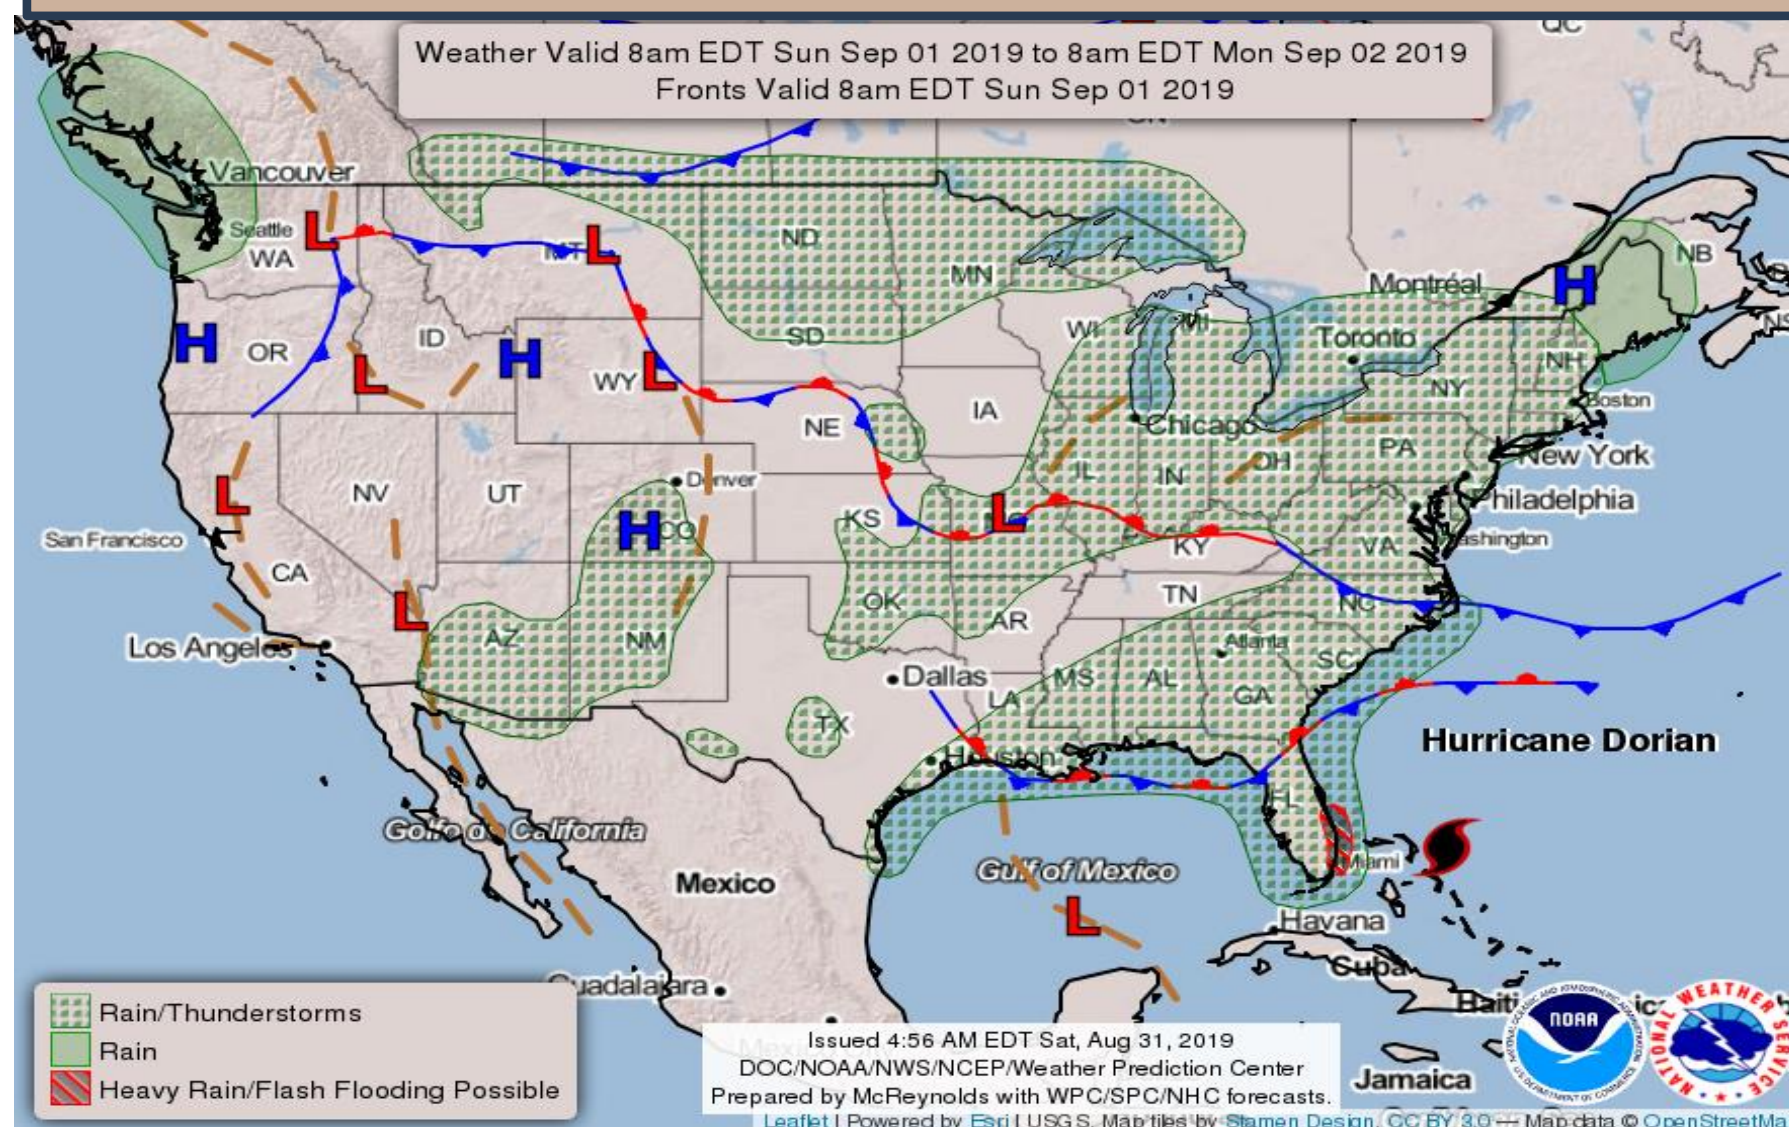 Weather Valid 8am EDT Sun Sep 01 2019 to 8am EDT Mon Sep 02 2019
Fronts Valid 8am EDT Sun Sep 01 2019
QC
ON
Vancouver
Seattle
WA
L
L
MT
ND
MN
Montréal
H
NB
H
OR
ID
H
WY
L
L
SD
WI
MI
Toronto
NH
NY
Boston
NE
IA
Chicago
PA
New York
L
NV
UT
Denver
IL
IN
OH
Philadelphia
San Francisco
H
CO
KS
L
KY
VA
Washington
CA
L
OK
TN
NC
Los Angeles
AZ
NM
AR
Atlanta
SC
Dallas
MS
AL
GA
LA
TX
Houston
Hurricane Dorian
FL
Golfo de California
Gulf of Mexico
Miami
Mexico
L
Havana
Cuba
Guadalajara
Jamaica
Rain/Thunderstorms
Rain
Heavy Rain/Flash Flooding Possible
Issued 4:56 AM EDT Sat, Aug 31, 2019
DOC/NOAA/NWS/NCEP/Weather Prediction Center
Prepared by McReynolds with WPC/SPC/NHC forecasts.
NOAA
NATIONAL WEATHER SERVICE
Leaflet | Powered by Esri | USGS, Map tiles by Stamen Design, CC BY 3.0 — Map data © OpenStreetMa